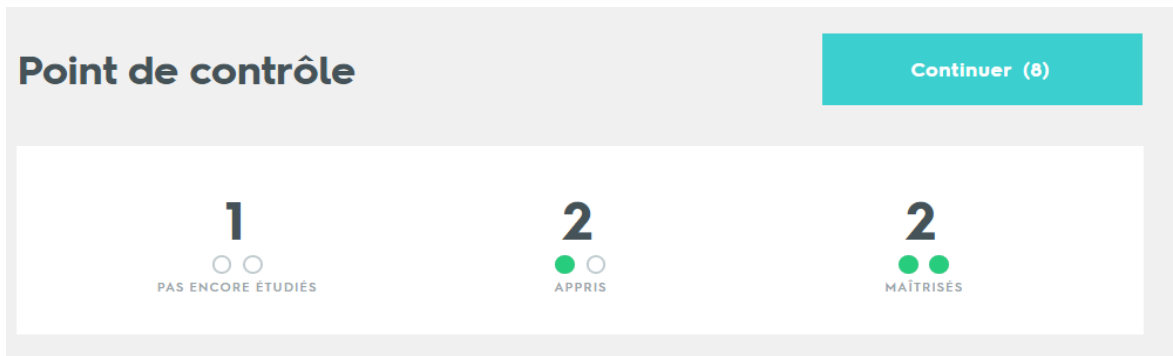 Point de contrôle
Continuer (8)
1
2
2
PAS ENCORE ÉTUDIÉS
APPRIS
MAÎTRISÉS